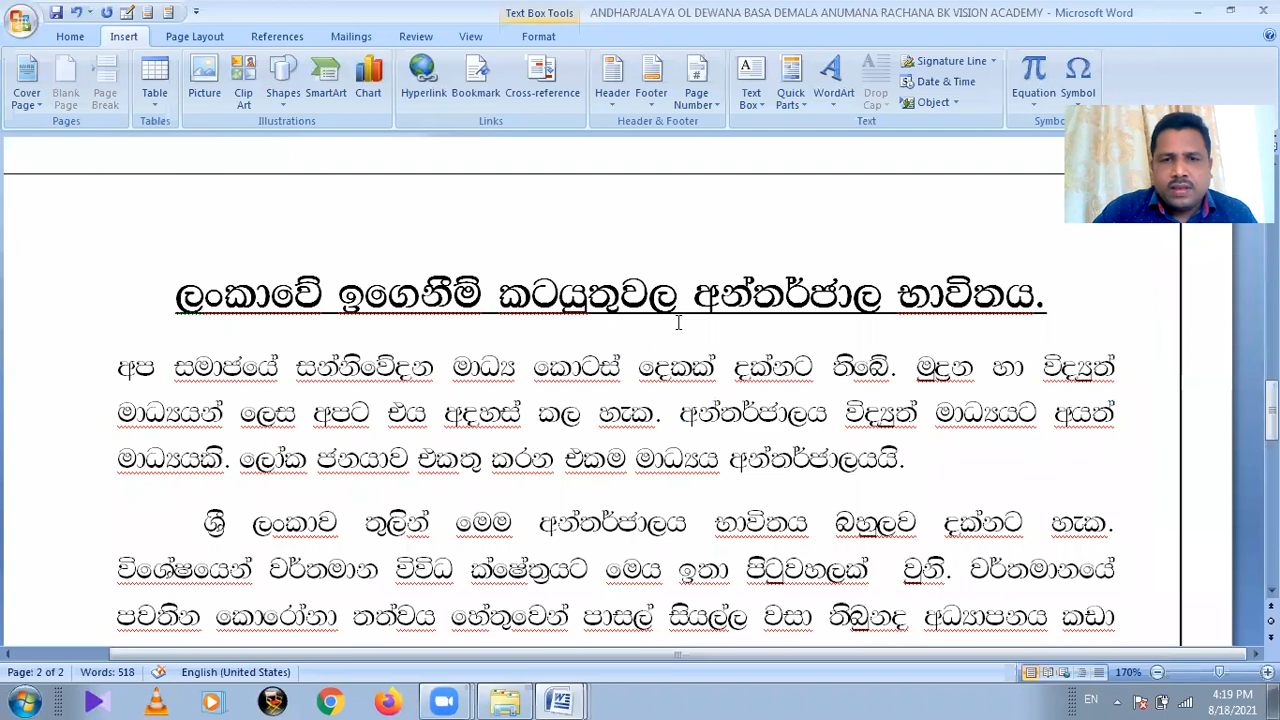 Text Box Tools
ANDHARJALAYA OL DEWANA BASA DEMALA ANUMANA RACHANA BK VISION ACADEMY - Microsoft Word
Home Insert Page Layout References Mailings Review View Format
Cover Page Blank Page Page Break Table Picture Clip Art Shapes SmartArt Chart Hyperlink Bookmark Cross-reference Header Footer Page Number Text Box Quick Parts WordArt Drop Cap Signature Line Date & Time Object Equation Symbol
Pages Tables Illustrations Links Header & Footer Text Symbo
ලංකාවේ ඉගෙනීම් කටයුතුවල අන්තර්ජාල භාවිතය.
අප සමාජයේ සන්නිවේදන මාධ්‍ය කොටස් දෙකක් දක්නට තිබේ. මුද්‍රන හා විද්‍යුත්
මාධ්‍යයන් ලෙස අපට එය අදහස් කල හැක. අන්තර්ජාලය විද්‍යුත් මාධ්‍යයට අයත්
මාධ්‍යයකි. ලෝක ජනයාව එකතු කරන එකම මාධ්‍යය අන්තර්ජාලයයි.
ශ්‍රී ලංකාව තුලින් මෙම අන්තර්ජාලය භාවිතය බහුලව දක්නට හැක.
විශේෂයෙන් වර්තමාන විවිධ ක්ෂේත්‍රයට මෙය ඉතා පිටුවහලක් වුනි. වර්තමානයේ
පවතින කොරෝනා තත්වය හේතුවෙන් පාසල් සියල්ල වසා තිබුනද, අධ්‍යාපනය කඩා
Page: 2 of 2 Words: 518 English (United States) 170%
EN 4:19 PM
8/18/2021